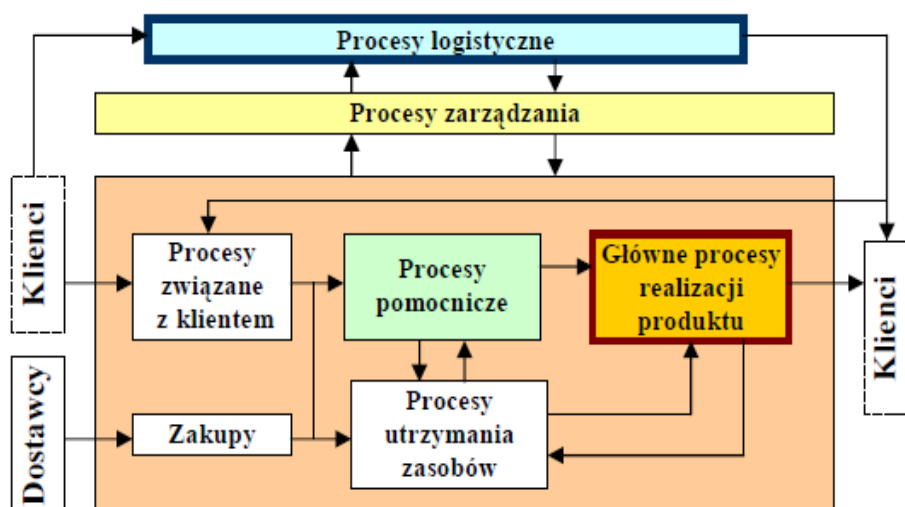 Procesy logistyczne
Procesy zarządzania
Klienci
Procesy
związane
z klientem
Procesy
pomocnicze
Główne procesy
realizacji
produktu
Klienci
Dostawcy
Zakupy
Procesy
utrzymania
zasobów